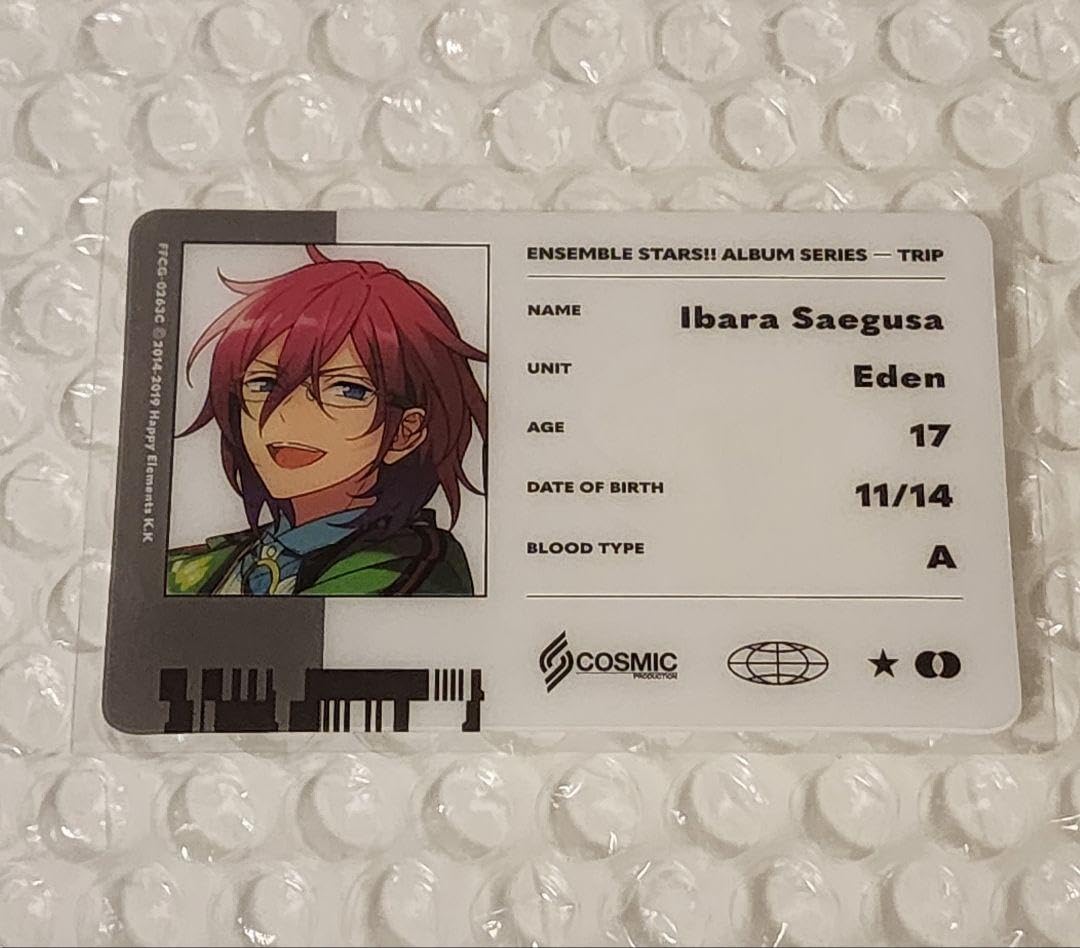 ENSEMBLE STARS!! ALBUM SERIES — TRIP
NAME
Ibara Saegusa
UNIT
Eden
AGE
17
DATE OF BIRTH
11/14
BLOOD TYPE
A
COSMIC
PRODUCTION
FFCG-0263C © 2014-2019 Happy Elements K.K